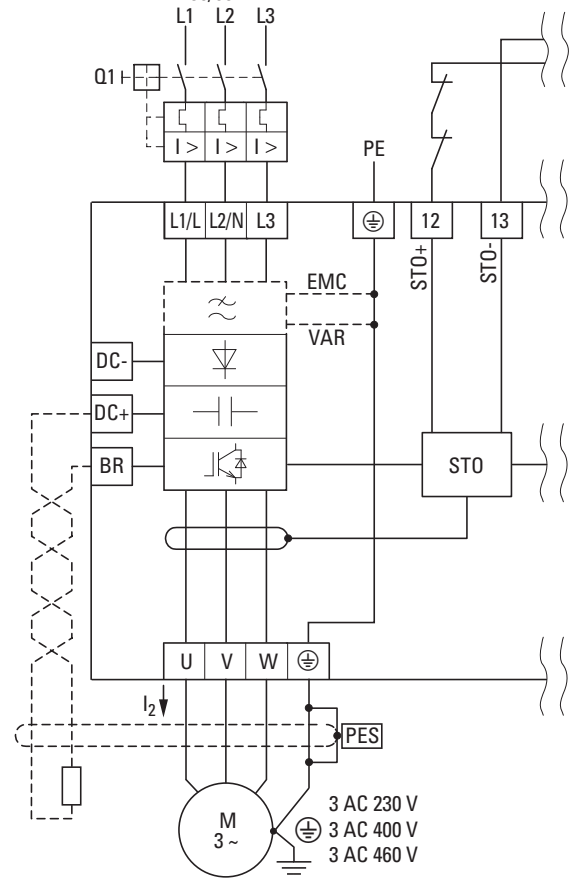 L1 L2 L3
Q1
I > I > I >
PE
L1/L L2/N L3
12 13
STO+ STO-
EMC
VAR
DC-
DC+
BR
STO
U V W
I2
PES
M
3 ~
3 AC 230 V
3 AC 400 V
3 AC 460 V